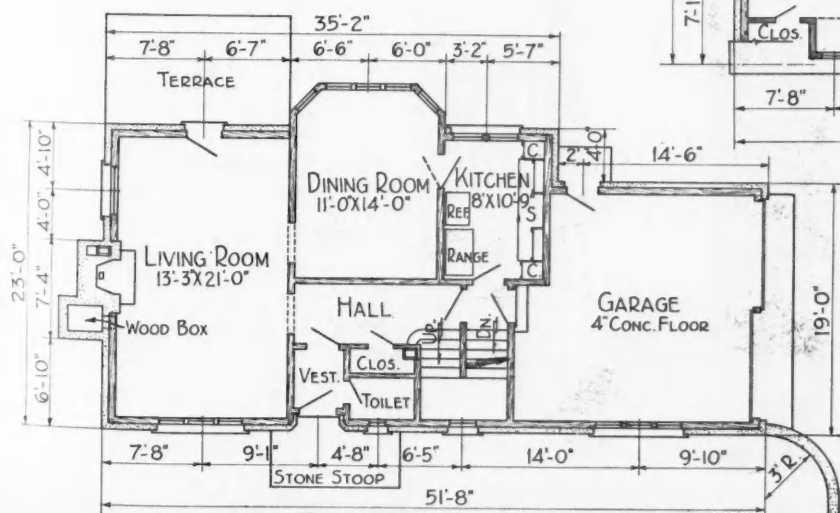 35'-2"
7'-8" 6'-7" 6'-6" 6'-0" 3'-2" 5'-7"
7'-1
CLOS.
7'-8"
TERRACE
4'-10"
4'-0"
23'-0"
7'-4"
6'-10"
LIVING ROOM
13'-3"X21'-0"
WOOD BOX
DINING ROOM
11'-0"X14'-0"
KITCHEN
8'X10'-9"
REF.
RANGE
C
S
C
2'
4'-0"
14'-6"
GARAGE
4" CONC. FLOOR
19'-0"
HALL
UP.
DN.
CLOS.
VEST.
TOILET
7'-8" 9'-1" 4'-8" 6'-5" 14'-0" 9'-10"
3' R.
STONE STOOP
51'-8"